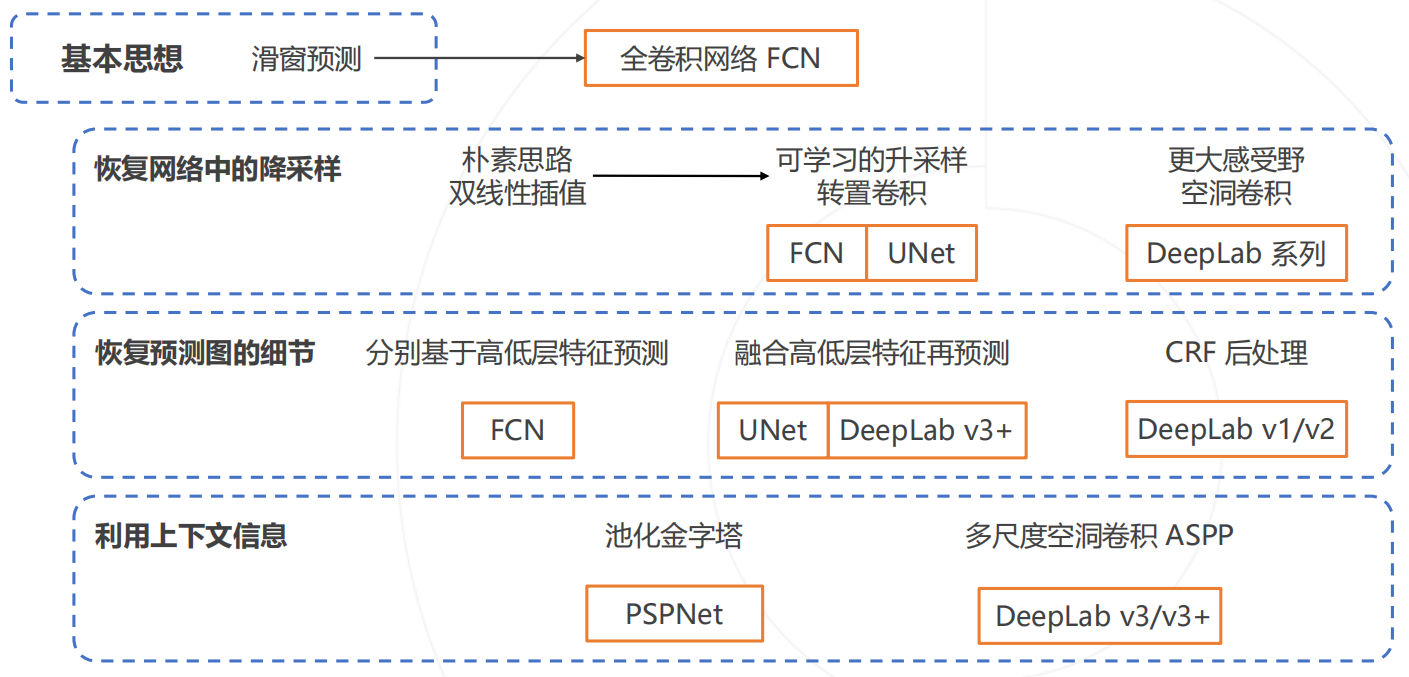 基本思想 滑窗预测 全卷积网络 FCN
恢复网络中的降采样
朴素思路
双线性插值
可学习的升采样
转置卷积
FCN UNet
更大感受野
空洞卷积
DeepLab 系列
恢复预测图的细节
分别基于高低层特征预测
FCN
融合高低层特征再预测
UNet DeepLab v3+
CRF 后处理
DeepLab v1/v2
利用上下文信息
池化金字塔
PSPNet
多尺度空洞卷积 ASPP
DeepLab v3/v3+